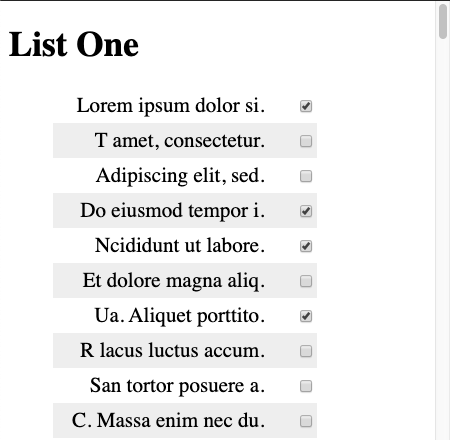 List One
Lorem ipsum dolor si.
T amet, consectetur.
Adipiscing elit, sed.
Do eiusmod tempor i.
Ncididunt ut labore.
Et dolore magna aliq.
Ua. Aliquet porttito.
R lacus luctus accum.
San tortor posuere a.
C. Massa enim nec du.